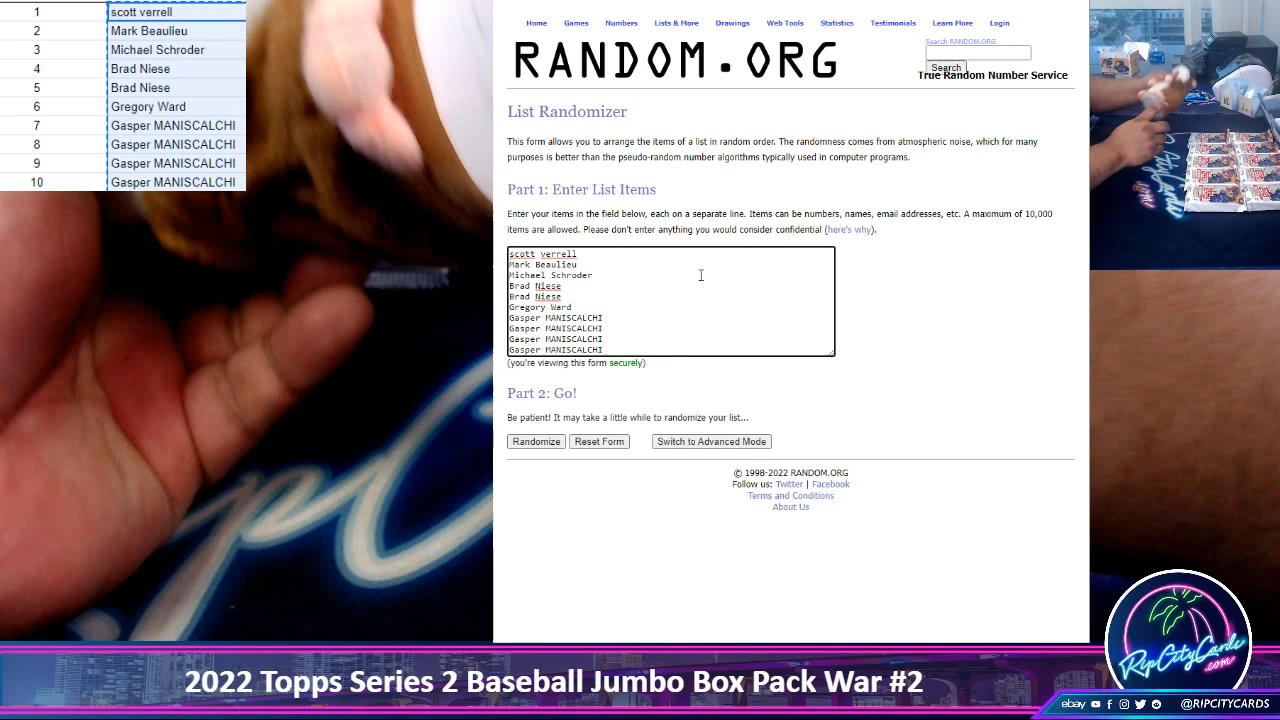 1 scott verrell
2 Mark Beaulieu
3 Michael Schroder
4 Brad Niese
5 Brad Niese
6 Gregory Ward
7 Gasper MANISCALCHI
8 Gasper MANISCALCHI
9 Gasper MANISCALCHI
10 Gasper MANISCALCHI
Home Games Numbers Lists & More Drawings Web Tools Statistics Testimonials Learn More Login
RANDOM.ORG
Search RANDOM.ORG
Search
True Random Number Service
List Randomizer
This form allows you to arrange the items of a list in random order. The randomness comes from atmospheric noise, which for many
purposes is better than the pseudo-random number algorithms typically used in computer programs.
Part 1: Enter List Items
Enter your items in the field below, each on a separate line. Items can be numbers, names, email addresses, etc. A maximum of 10,000
items are allowed. Please don't enter anything you would consider confidential (here's why).
scott verrell
Mark Beaulieu
Michael Schroder
Brad Niese
Brad Niese
Gregory Ward
Gasper MANISCALCHI
Gasper MANISCALCHI
Gasper MANISCALCHI
Gasper MANISCALCHI
(you're viewing this form securely)
Part 2: Go!
Be patient! It may take a little while to randomize your list...
Randomize Reset Form Switch to Advanced Mode
© 1998-2022 RANDOM.ORG
Follow us: Twitter | Facebook
Terms and Conditions
About Us
2022 Topps Series 2 Baseball Jumbo Box Pack War #2
RipCityCards
.com
ebay @RIPCITYCARDS